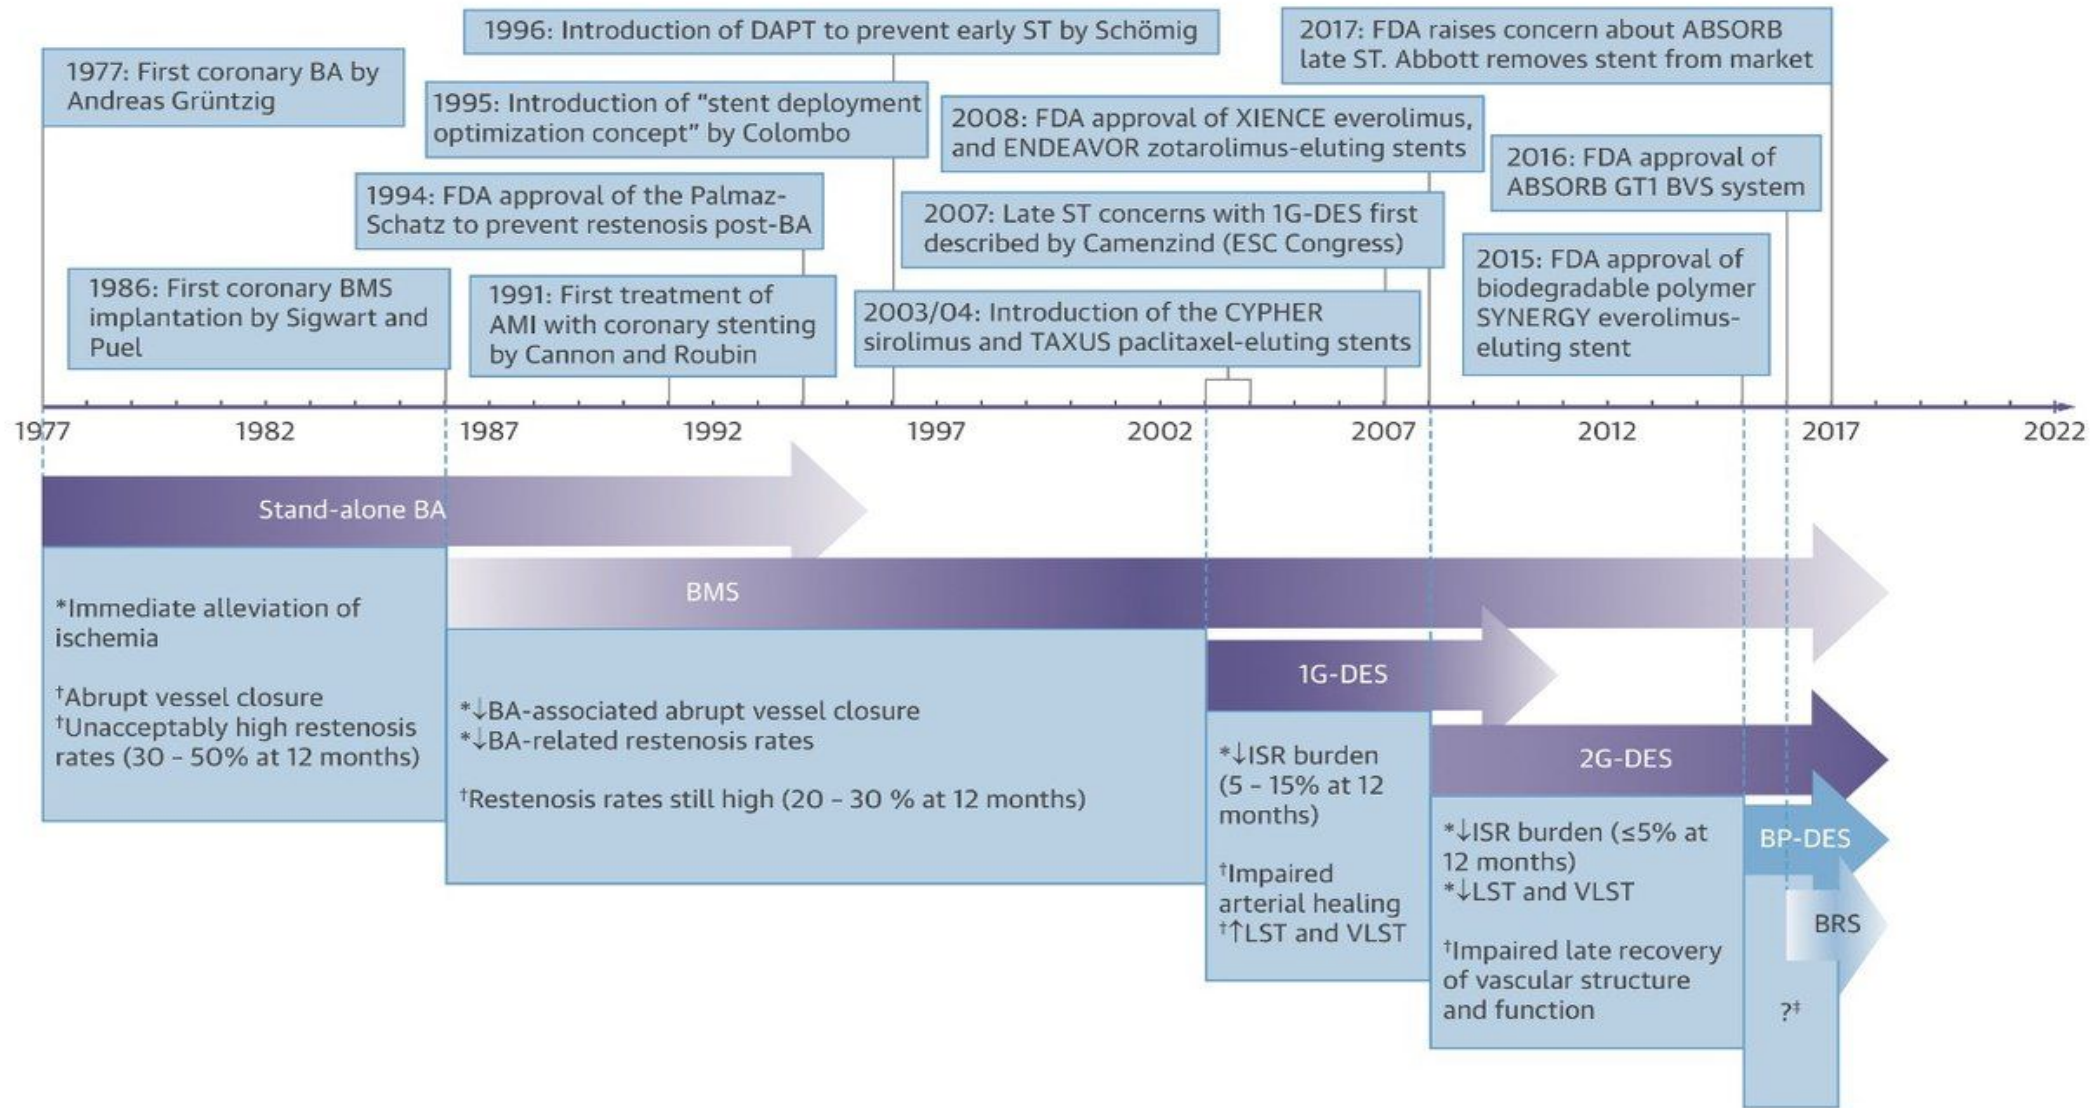 1996: Introduction of DAPT to prevent early ST by Schömig
2017: FDA raises concern about ABSORB
late ST. Abbott removes stent from market
1977: First coronary BA by
Andreas Grüntzig
1995: Introduction of “stent deployment
optimization concept” by Colombo
2008: FDA approval of XIENCE everolimus,
and ENDEAVOR zotarolimus-eluting stents
2016: FDA approval of
ABSORB GT1 BVS system
1994: FDA approval of the Palmaz-
Schatz to prevent restenosis post-BA
2007: Late ST concerns with 1G-DES first
described by Camenzind (ESC Congress)
2015: FDA approval of
biodegradable polymer
SYNERGY everolimus-
eluting stent
1986: First coronary BMS
implantation by Sigwart and
Puel
1991: First treatment of
AMI with coronary stenting
by Cannon and Roubin
2003/04: Introduction of the CYPHER
sirolimus and TAXUS paclitaxel-eluting stents
1977 1982 1987 1992 1997 2002 2007 2012 2017 2022
Stand-alone BA
*Immediate alleviation of
ischemia
†Abrupt vessel closure
†Unacceptably high restenosis
rates (30 – 50% at 12 months)
BMS
*↓BA-associated abrupt vessel closure
*↓BA-related restenosis rates
†Restenosis rates still high (20 – 30 % at 12 months)
1G-DES
*↓ISR burden
(5 – 15% at 12
months)
†Impaired
arterial healing
†↑LST and VLST
2G-DES
*↓ISR burden (≤5% at
12 months)
*↓LST and VLST
†Impaired late recovery
of vascular structure
and function
BP-DES
BRS
?‡